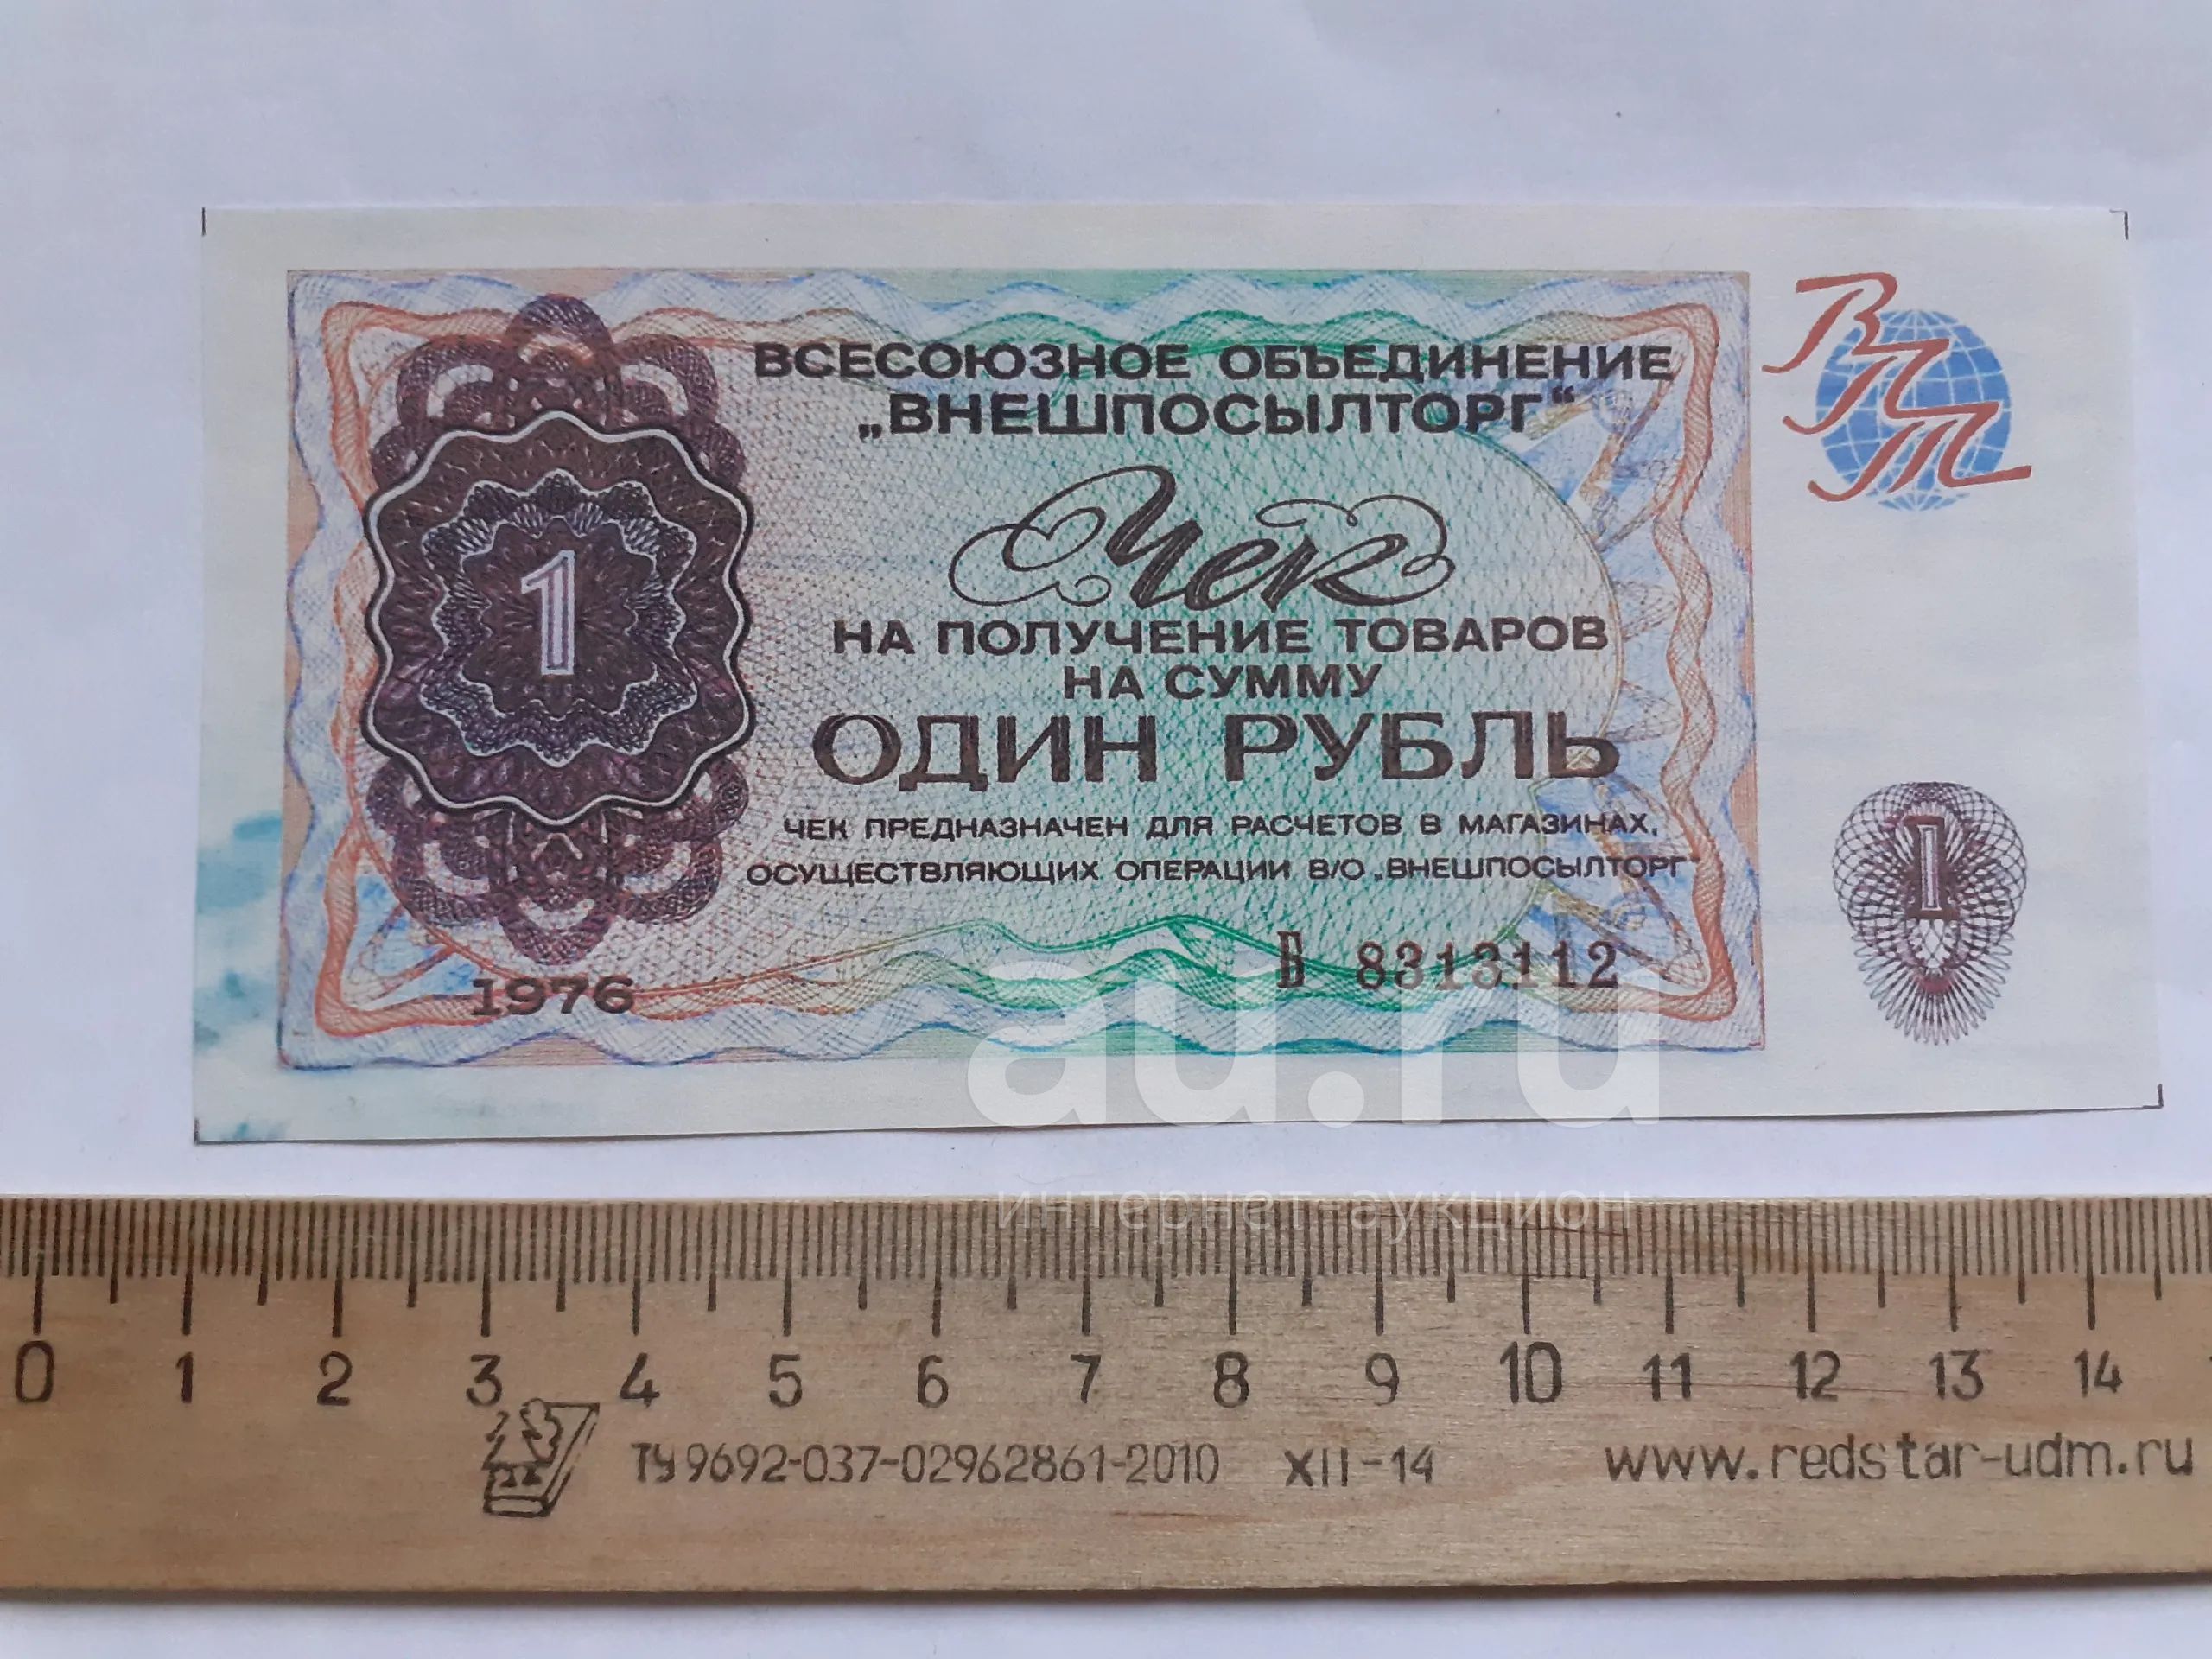 ВСЕСОЮЗНОЕ ОБЪЕДИНЕНИЕ
„ВНЕШПОСЫЛТОРГ“
ВПТ
Чек
НА ПОЛУЧЕНИЕ ТОВАРОВ
НА СУММУ
ОДИН РУБЛЬ
1
ЧЕК ПРЕДНАЗНАЧЕН ДЛЯ РАСЧЕТОВ В МАГАЗИНАХ,
ОСУЩЕСТВЛЯЮЩИХ ОПЕРАЦИИ В/О „ВНЕШПОСЫЛТОРГ“
1
1976
Б 8313112
au.ru
интернет-аукцион
0 1 2 3 4 5 6 7 8 9 10 11 12 13 14
ТУ 9692-037-02962861-2010 XII-14 www.redstar-udm.ru